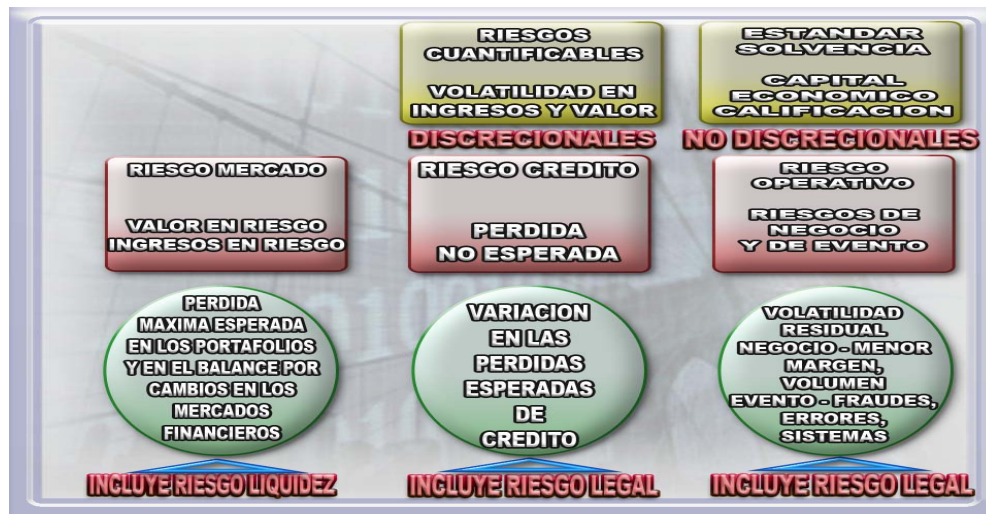 RIESGOS
CUANTIFICABLES
VOLATILIDAD EN
INGRESOS Y VALOR
ESTANDAR
SOLVENCIA
CAPITAL
ECONOMICO
CALIFICACION
DISCRECIONALES
NO DISCRECIONALES
RIESGO MERCADO
VALOR EN RIESGO
INGRESOS EN RIESGO
RIESGO CREDITO
PERDIDA
NO ESPERADA
RIESGO
OPERATIVO
RIESGOS DE
NEGOCIO
Y DE EVENTO
PERDIDA
MAXIMA ESPERADA
EN LOS PORTAFOLIOS
Y EN EL BALANCE POR
CAMBIOS EN LOS
MERCADOS
FINANCIEROS
VARIACION
EN LAS
PERDIDAS
ESPERADAS
DE
CREDITO
VOLATILIDAD
RESIDUAL
NEGOCIO - MENOR
MARGEN,
VOLUMEN
EVENTO - FRAUDES,
ERRORES,
SISTEMAS
INCLUYE RIESGO LIQUIDEZ
INCLUYE RIESGO LEGAL
INCLUYE RIESGO LEGAL